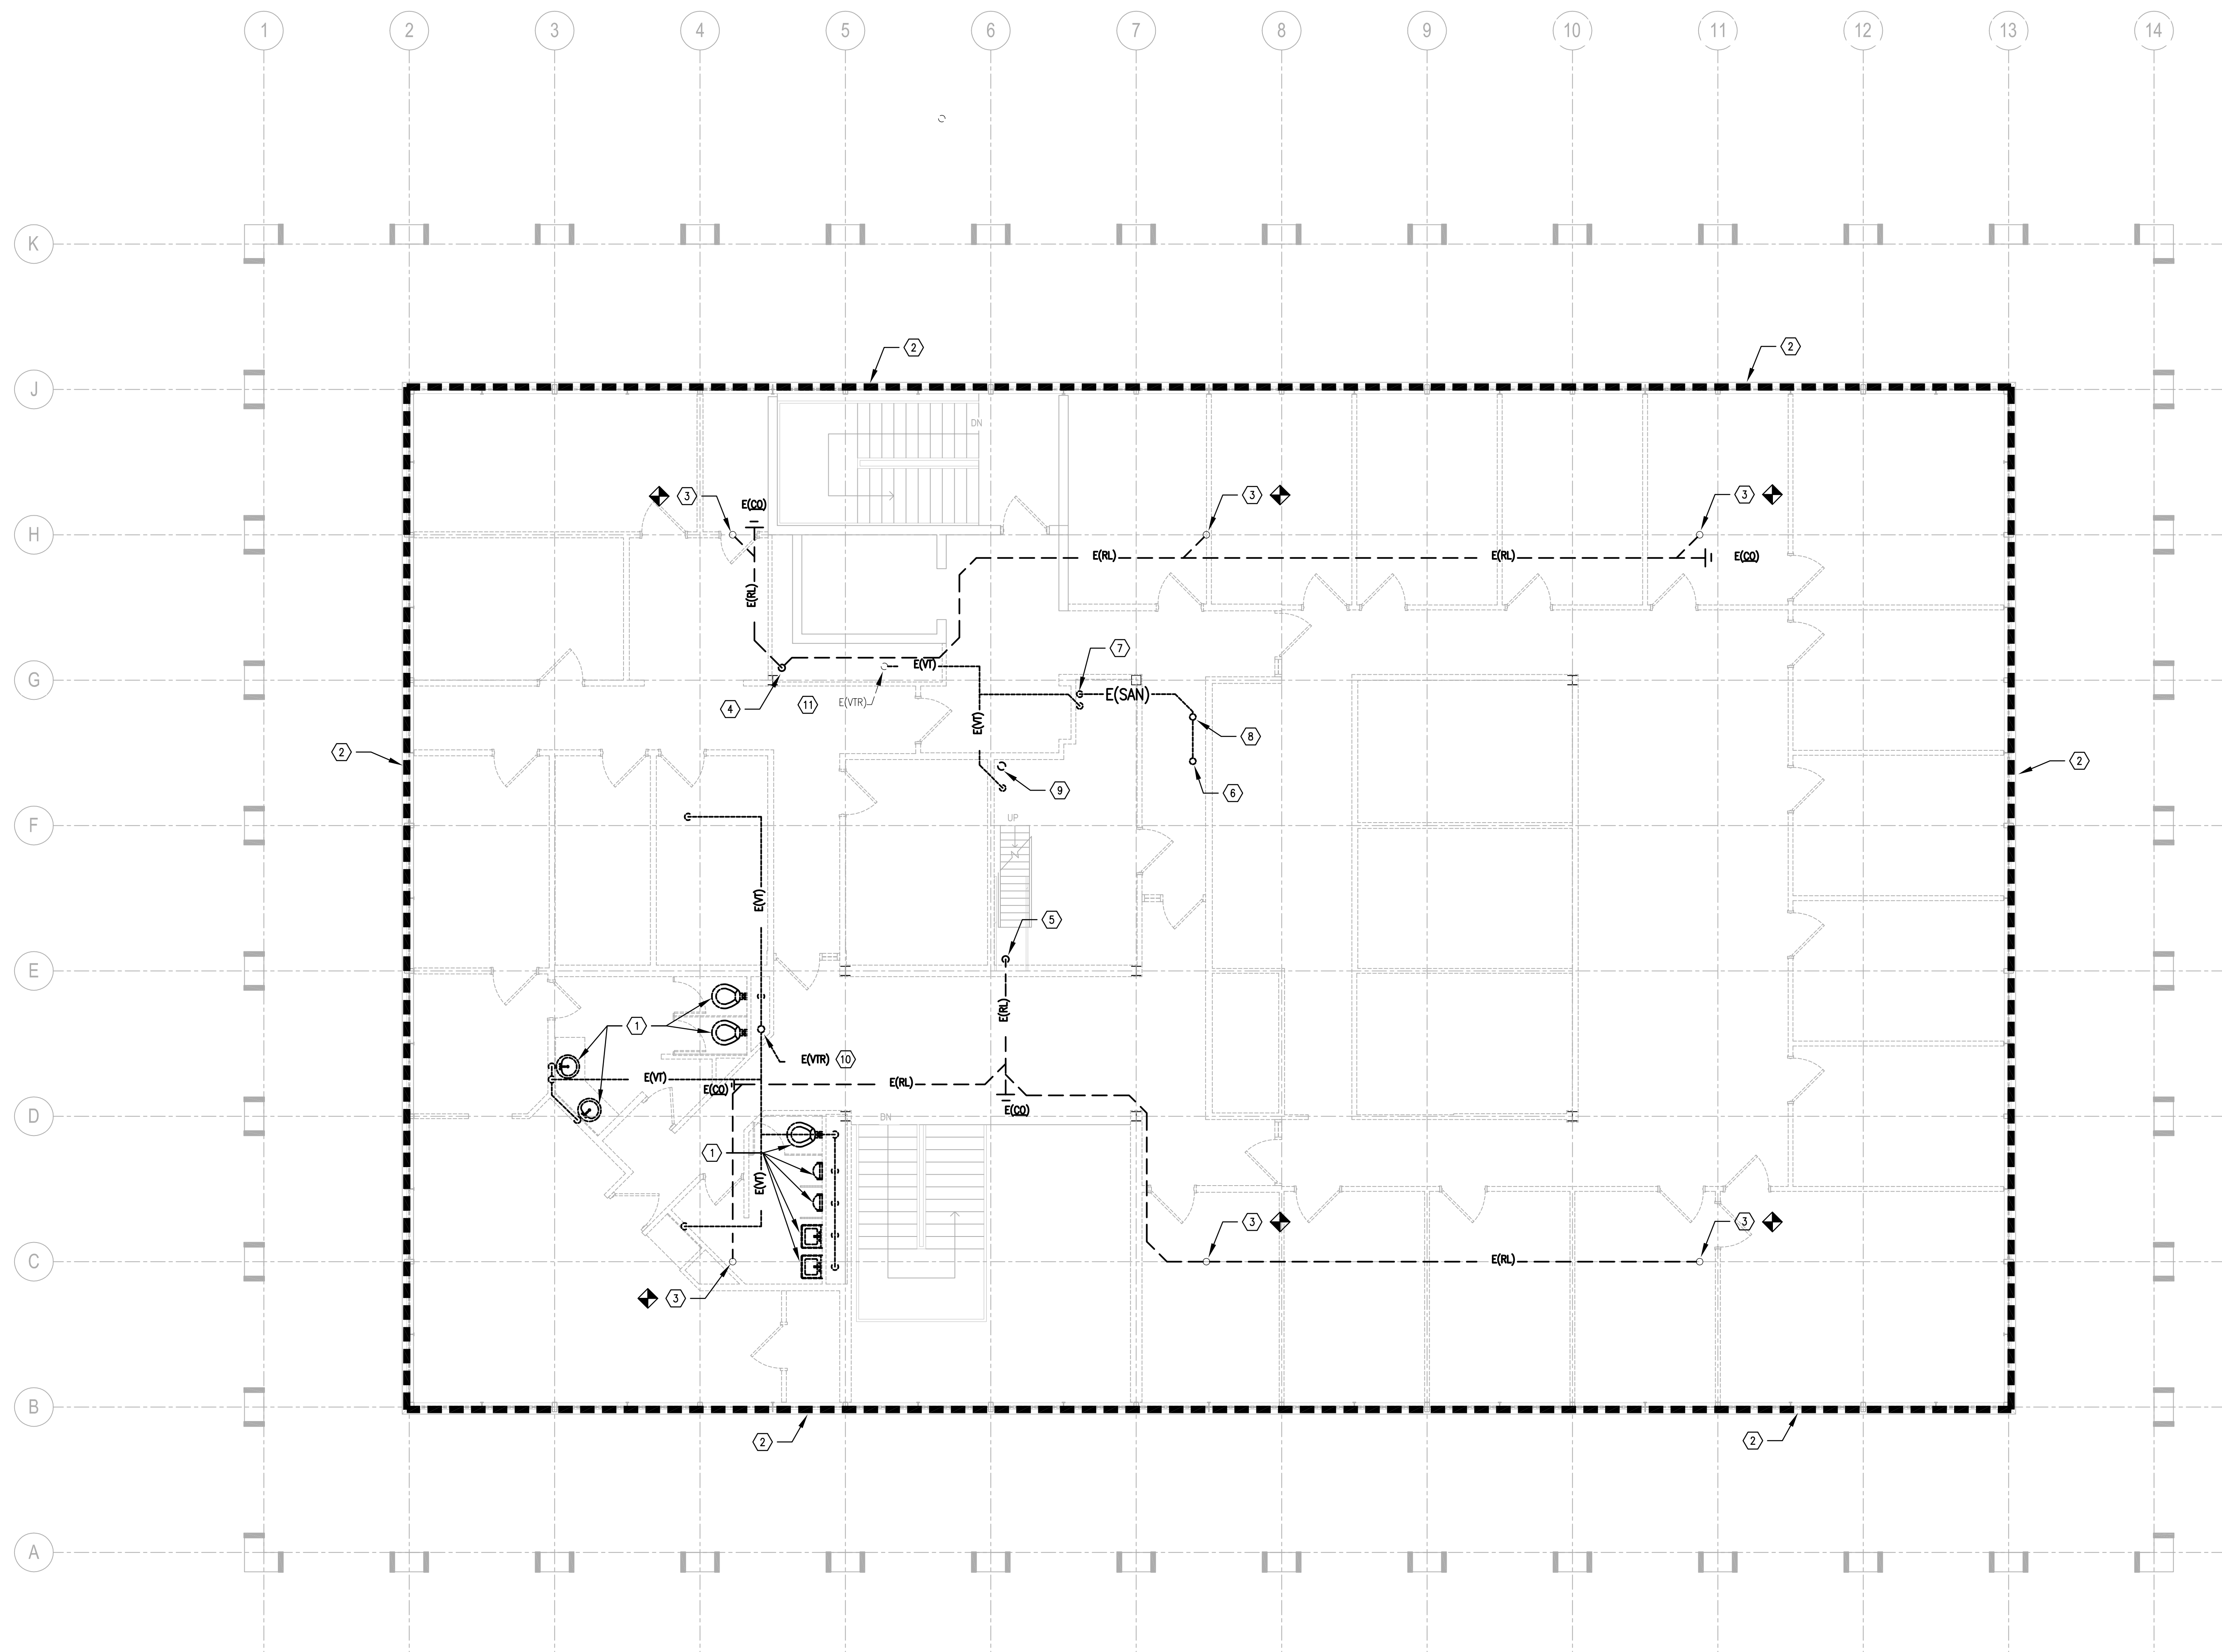 1 2 3 4 5 6 7 8 9 10 11 12 13 14
K
2 2
J
DN
3 E(CO) 3 3
H
E(RL) E(RL) E(CO)
E(RL)
7
E(VT)
G
E(SAN)
4 11 E(VTR)
E(VT)
8
2 2
9 6
UP
F
E(VT)
5
E
E(RL)
1
E(VTR) 10
E(VT) E(CO) E(RL)
E(CO)
D
DN
1
E(VT)
3 3
C
E(RL)
3
B
2 2
A